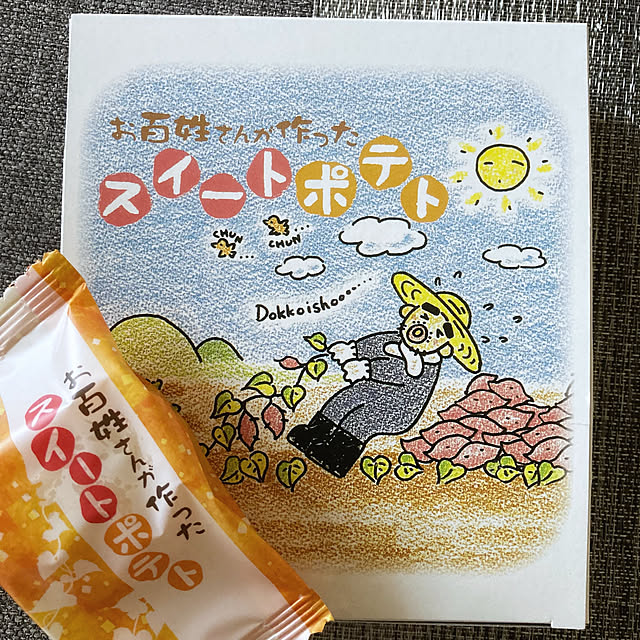 お百姓さんが作った
スイートポテト
CHUN
CHUN...
Dokkoishooo......
お百姓さんが作った
スイートポテト